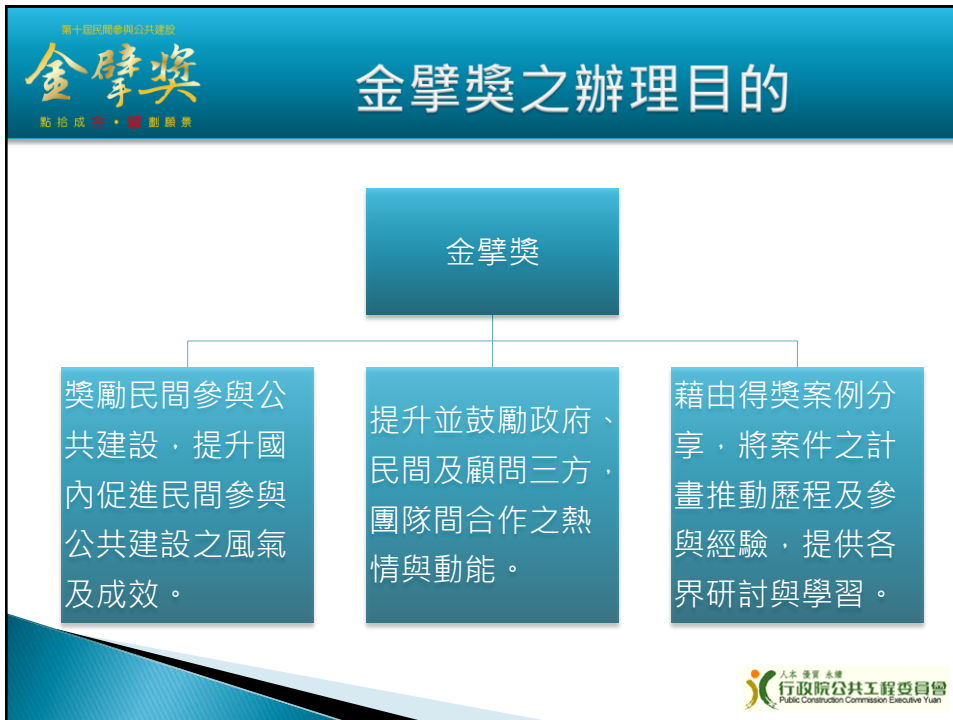 第十屆民間參與公共建設
金擘獎
點拾成金•擘劃願景
金擘獎之辦理目的
金擘獎
獎勵民間參與公
共建設，提升國
內促進民間參與
公共建設之風氣
及成效。
提升並鼓勵政府、
民間及顧問三方，
團隊間合作之熱
情與動能。
藉由得獎案例分
享，將案件之計
畫推動歷程及參
與經驗，提供各
界研討與學習。
人本 優質 永續
行政院公共工程委員會
Public Construction Commission Executive Yuan